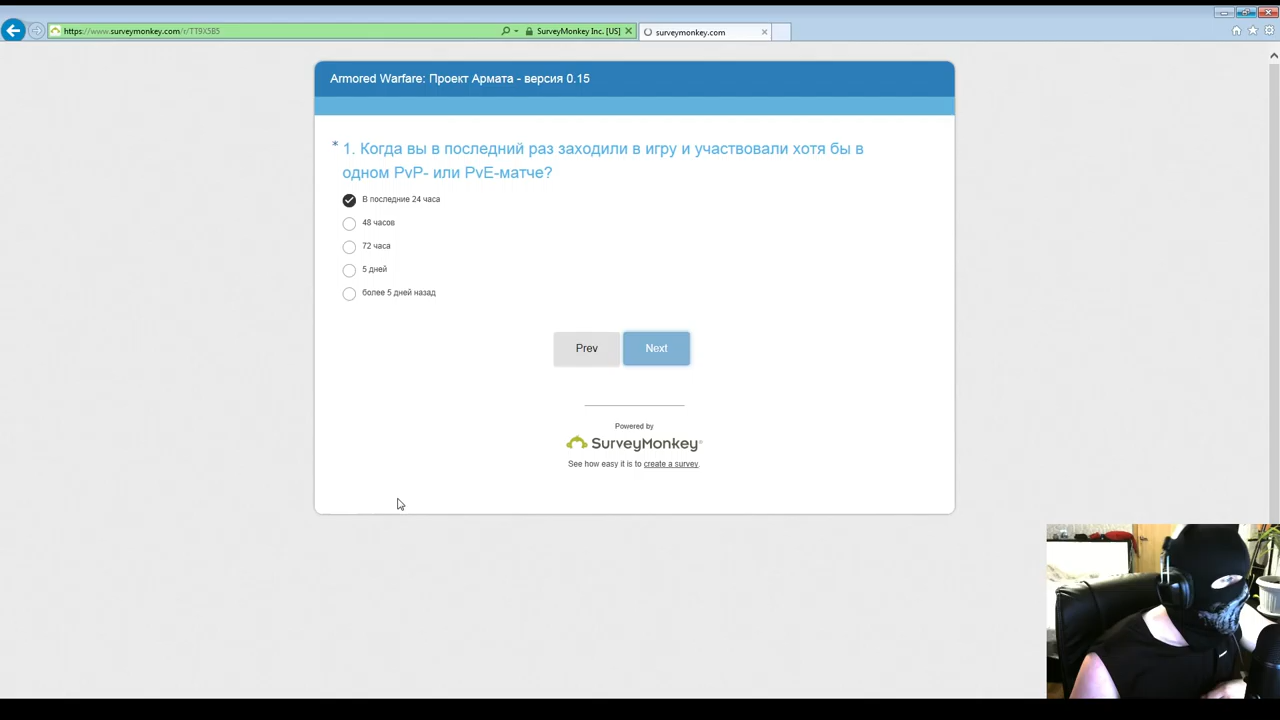 https://www.surveymonkey.com/r/TT9X5B5
SurveyMonkey Inc. [US]
surveymonkey.com
Armored Warfare: Проект Армата - версия 0.15
* 1. Когда вы в последний раз заходили в игру и участвовали хотя бы в
одном PvP- или PvE-матче?
В последние 24 часа
48 часов
72 часа
5 дней
более 5 дней назад
Prev
Next
Powered by
SurveyMonkey®
See how easy it is to create a survey.